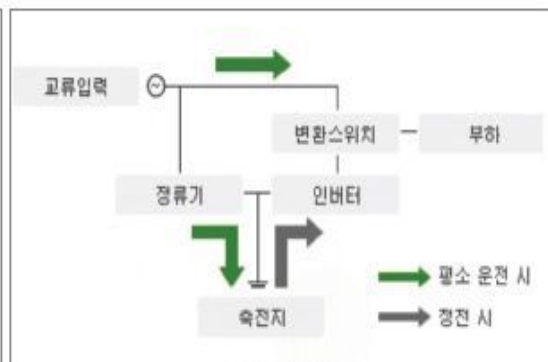 교류입력
변환스위치
부하
정류기
인버터
축전지
평소 운전 시
정전 시